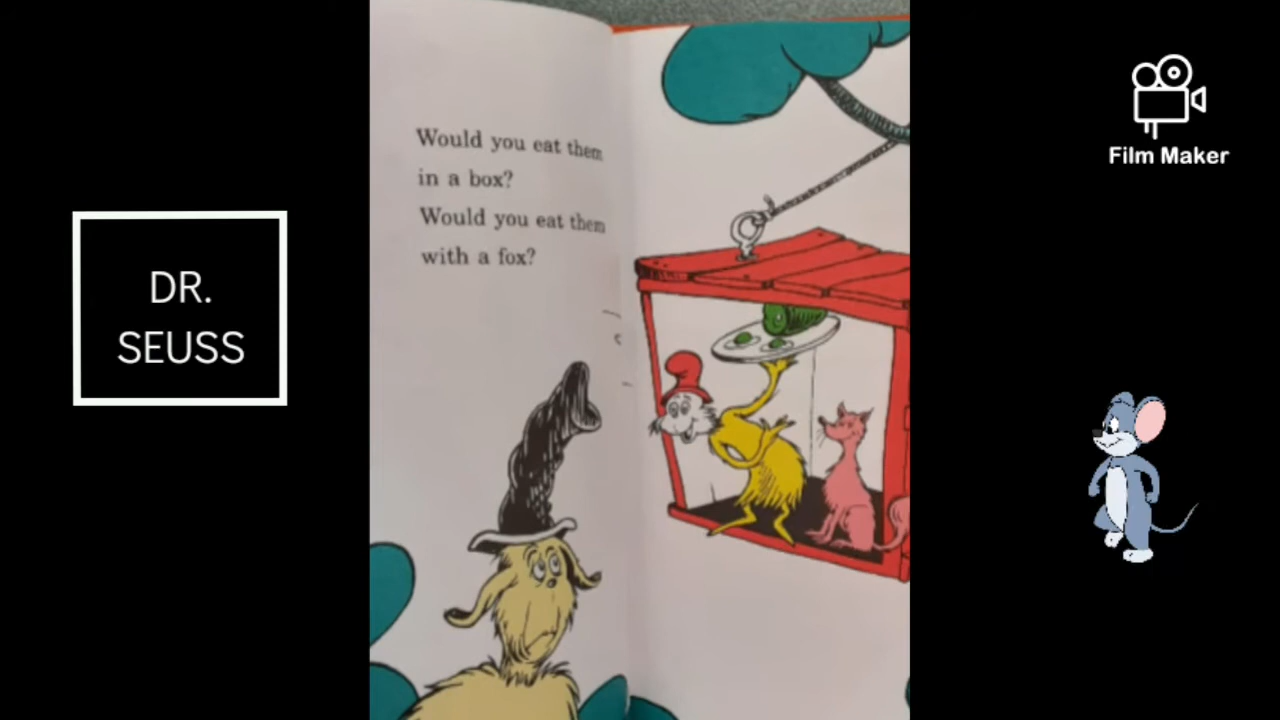 DR.
SEUSS
Would you eat them
in a box?
Would you eat them
with a fox?
Film Maker